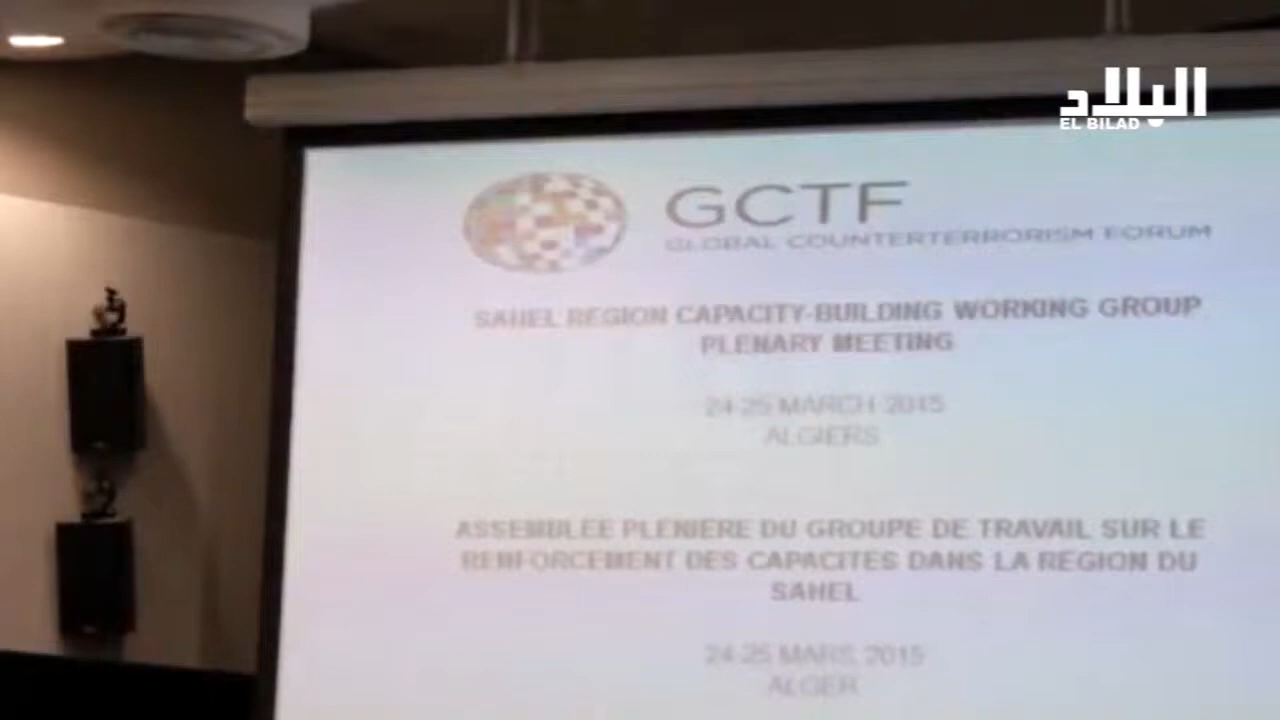 البلاد
EL BILAD
GCTF
GLOBAL COUNTERTERRORISM FORUM
SAHEL REGION CAPACITY-BUILDING WORKING GROUP
PLENARY MEETING
24-25 MARCH 2015
ALGIERS
ASSEMBLEE PLENIERE DU GROUPE DE TRAVAIL SUR LE
RENFORCEMENT DES CAPACITES DANS LA REGION DU
SAHEL
24-25 MARS 2015
ALGER